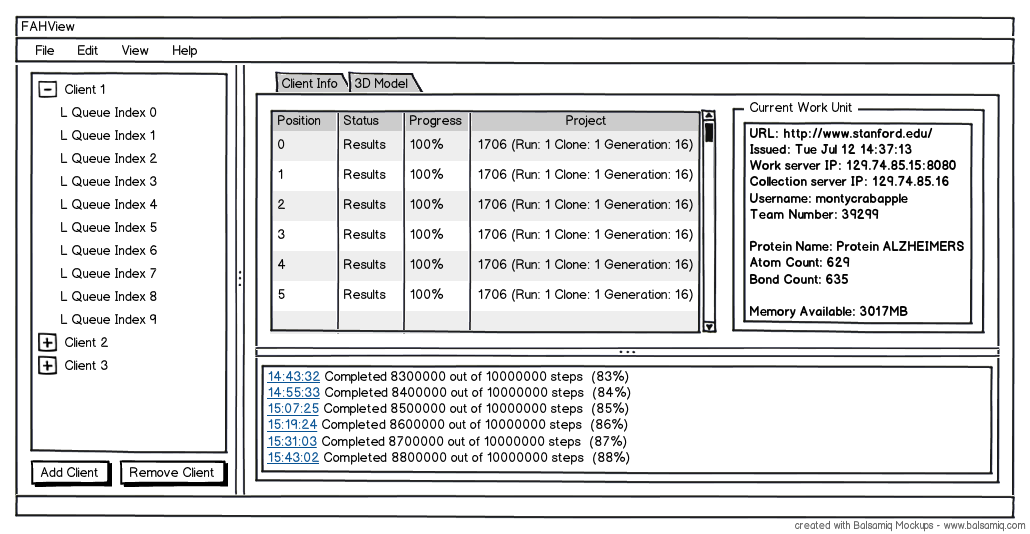 FAHView
File Edit View Help
Client 1
L Queue Index 0
L Queue Index 1
L Queue Index 2
L Queue Index 3
L Queue Index 4
L Queue Index 5
L Queue Index 6
L Queue Index 7
L Queue Index 8
L Queue Index 9
Client 2
Client 3
Add Client Remove Client
Client Info 3D Model
Position Status Progress Project
0 Results 100% 1706 (Run: 1 Clone: 1 Generation: 16)
1 Results 100% 1706 (Run: 1 Clone: 1 Generation: 16)
2 Results 100% 1706 (Run: 1 Clone: 1 Generation: 16)
3 Results 100% 1706 (Run: 1 Clone: 1 Generation: 16)
4 Results 100% 1706 (Run: 1 Clone: 1 Generation: 16)
5 Results 100% 1706 (Run: 1 Clone: 1 Generation: 16)
Current Work Unit
URL: http://www.stanford.edu/
Issued: Tue Jul 12 14:37:13
Work server IP: 129.74.85.15:8080
Collection server IP: 129.74.85.16
Username: montycrabapple
Team Number: 39299
Protein Name: Protein ALZHEIMERS
Atom Count: 629
Bond Count: 635
Memory Available: 3017MB
14:43:32 Completed 8300000 out of 10000000 steps (83%)
14:55:33 Completed 8400000 out of 10000000 steps (84%)
15:07:25 Completed 8500000 out of 10000000 steps (85%)
15:19:24 Completed 8600000 out of 10000000 steps (86%)
15:31:03 Completed 8700000 out of 10000000 steps (87%)
15:43:02 Completed 8800000 out of 10000000 steps (88%)
created with Balsamiq Mockups - www.balsamiq.com